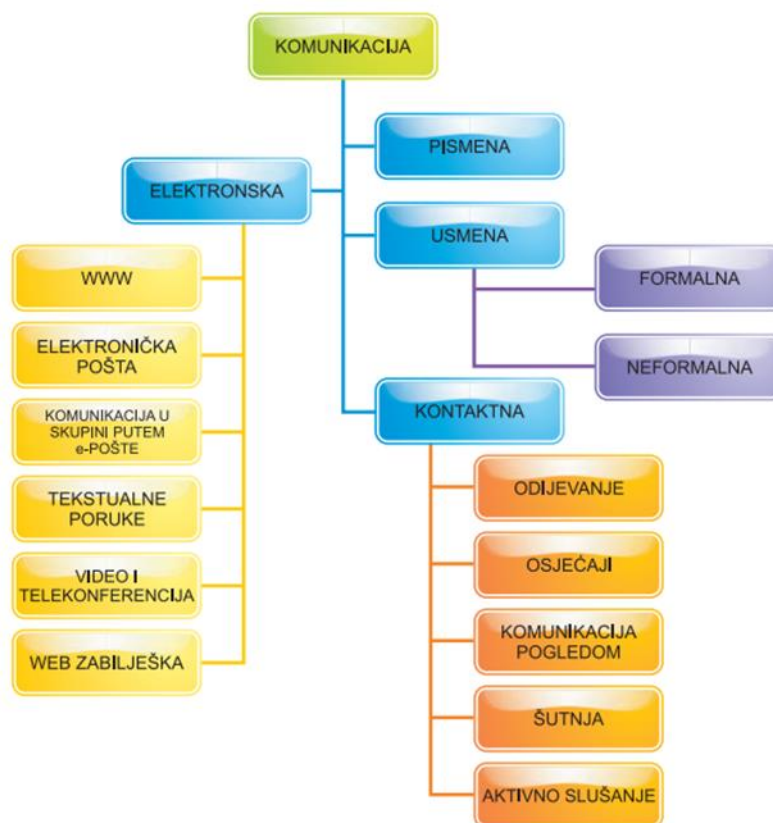 KOMUNIKACIJA
PISMENA
ELEKTRONSKA
USMENA
WWW
FORMALNA
ELEKTRONIČKA
POŠTA
NEFORMALNA
KONTAKTNA
KOMUNIKACIJA U
SKUPINI PUTEM
e-POŠTE
ODIJEVANJE
TEKSTUALNE
PORUKE
OSJEĆAJI
VIDEO I
TELEKONFERENCIJA
KOMUNIKACIJA
POGLEDOM
WEB ZABILJEŠKA
ŠUTNJA
AKTIVNO SLUŠANJE